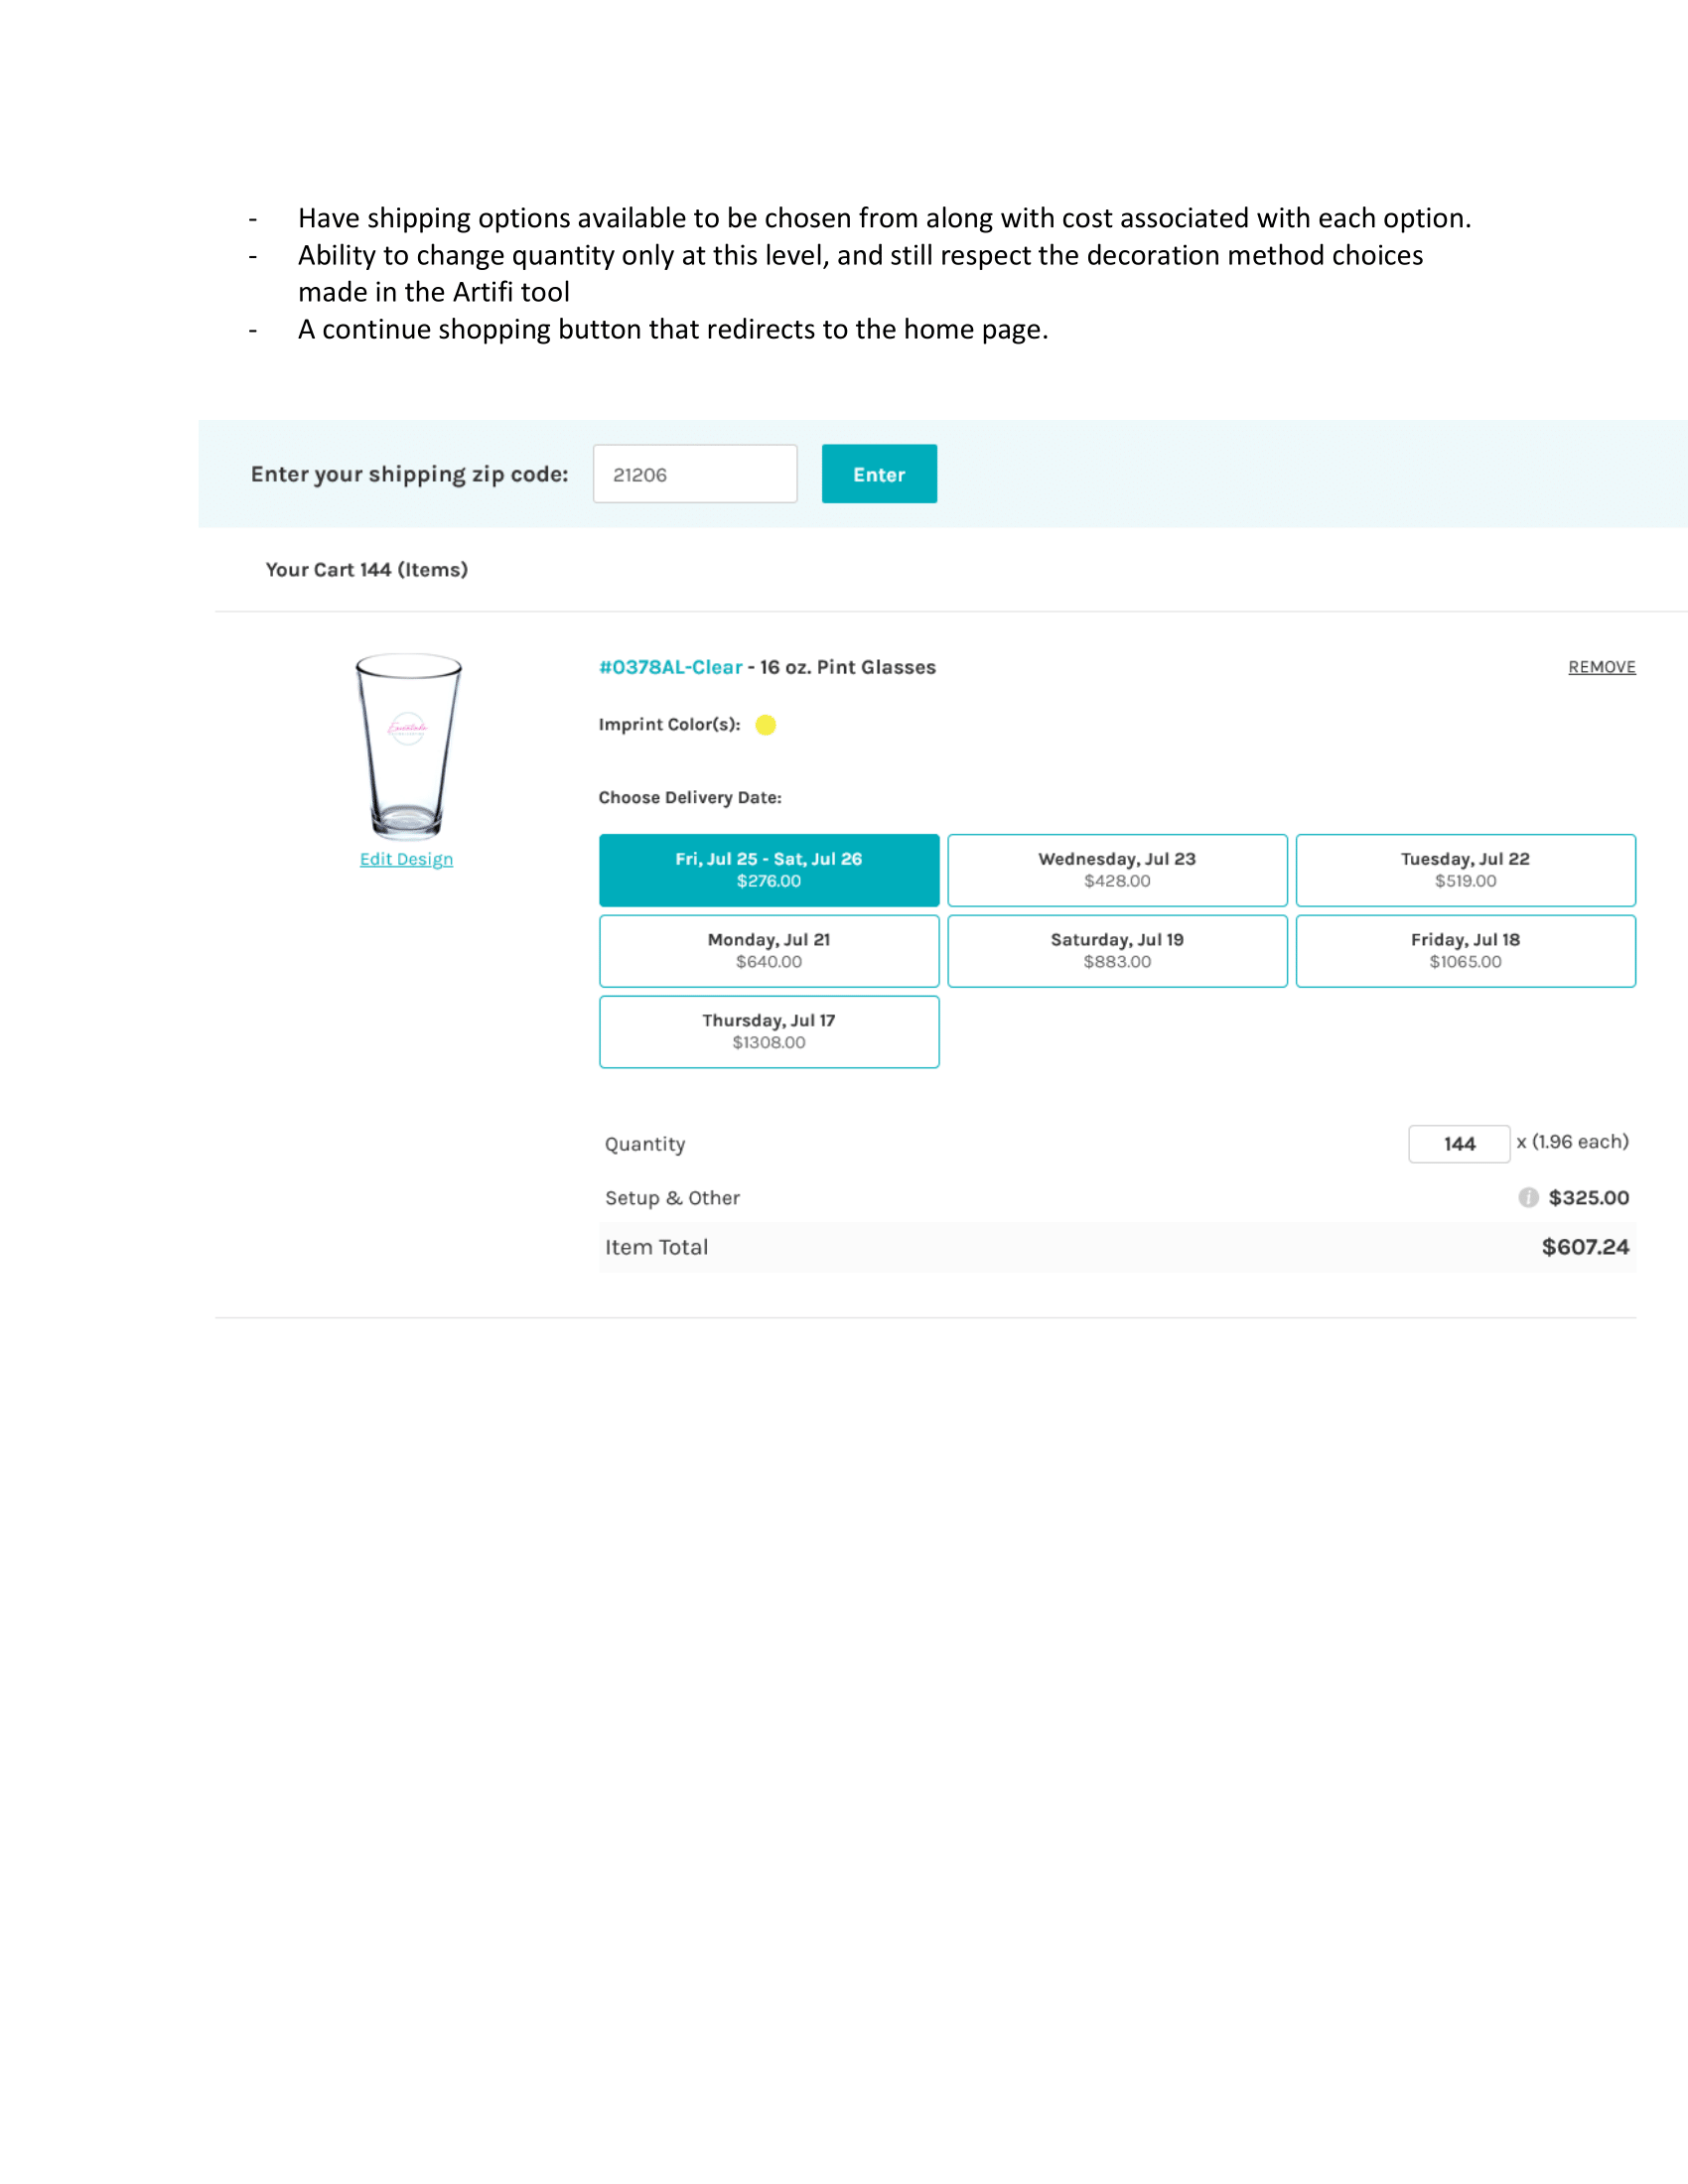 - Have shipping options available to be chosen from along with cost associated with each option.
- Ability to change quantity only at this level, and still respect the decoration method choices
made in the Artifi tool
- A continue shopping button that redirects to the home page.
Enter your shipping zip code: 21206 Enter
Your Cart 144 (Items)
#0378AL-Clear - 16 oz. Pint Glasses REMOVE
Imprint Color(s):
Choose Delivery Date:
Edit Design
Fri, Jul 25 - Sat, Jul 26 Wednesday, Jul 23 Tuesday, Jul 22
$276.00 $428.00 $519.00
Monday, Jul 21 Saturday, Jul 19 Friday, Jul 18
$640.00 $883.00 $1065.00
Thursday, Jul 17
$1308.00
Quantity 144 x (1.96 each)
Setup & Other i $325.00
Item Total $607.24